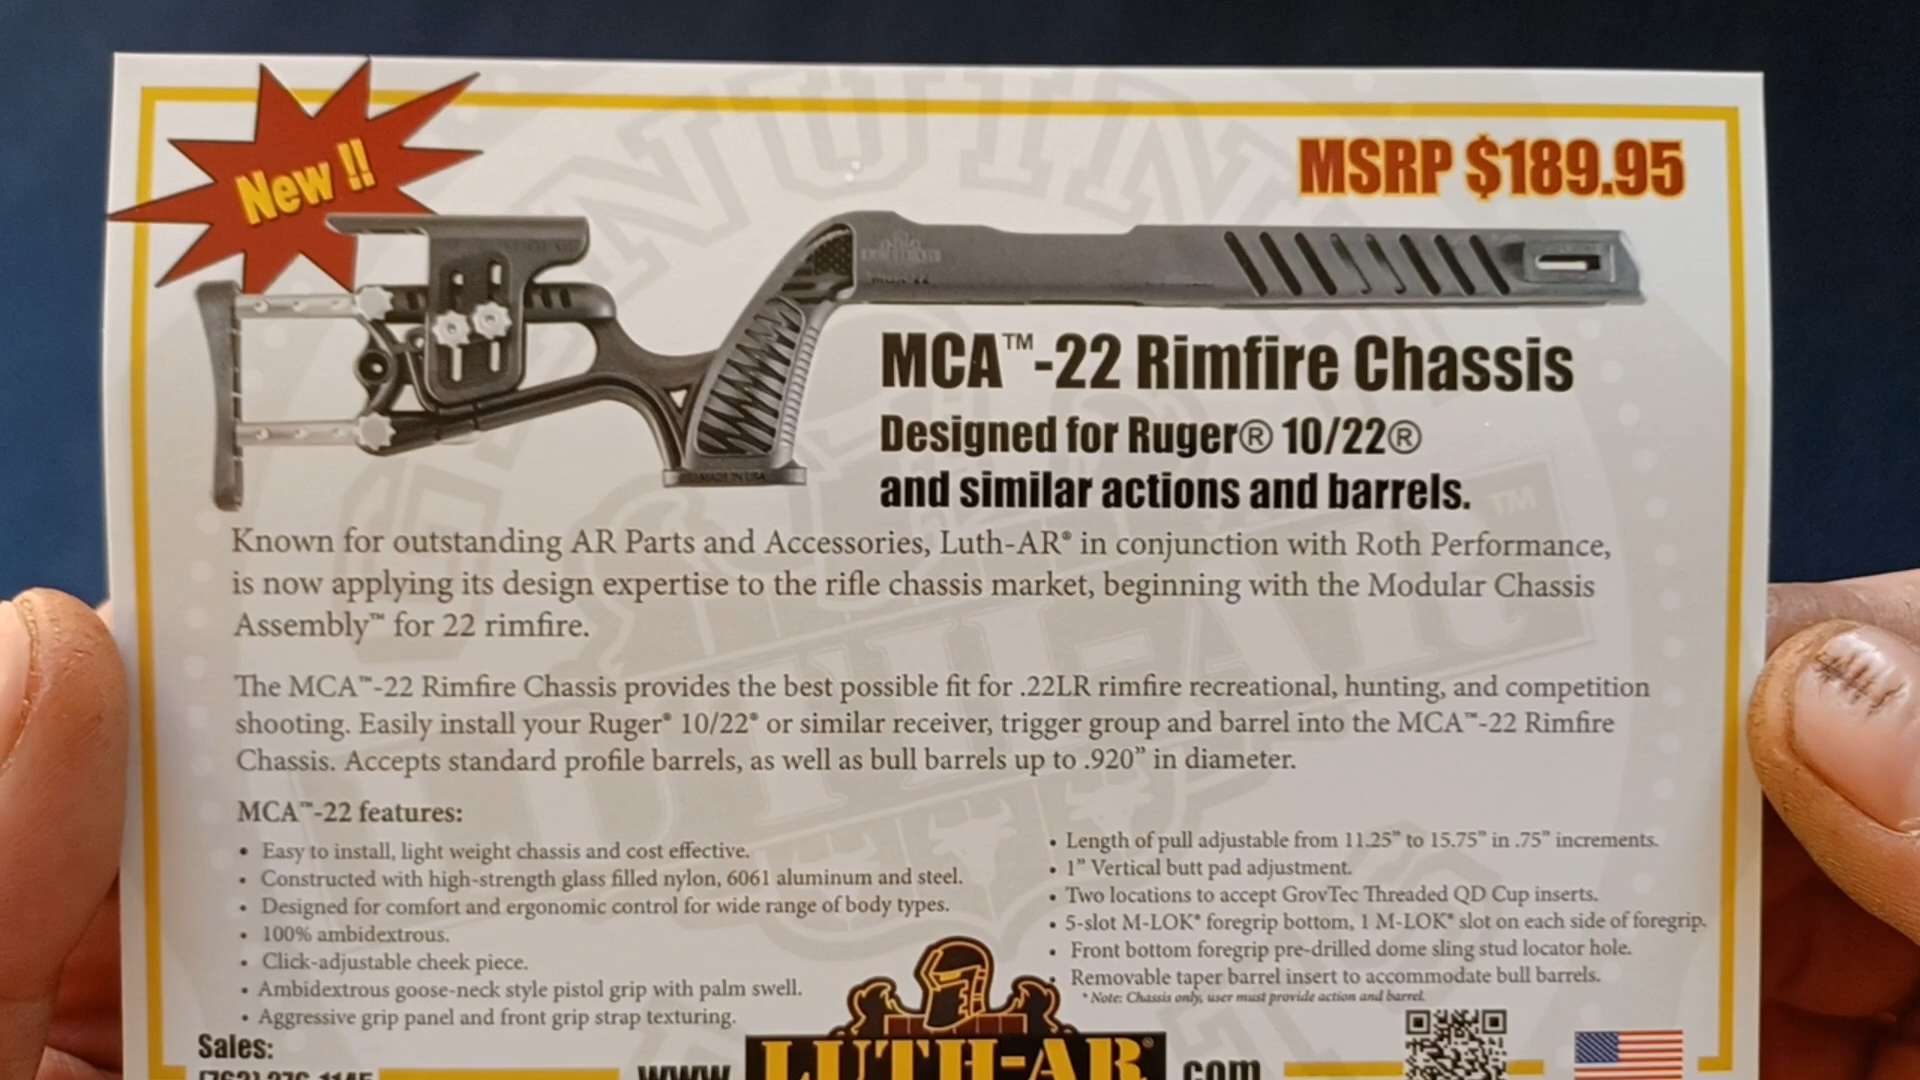 New !!
MSRP $189.95
LUTH-AR
MADE IN USA
MCA™-22 Rimfire Chassis
Designed for Ruger® 10/22®
and similar actions and barrels.
Known for outstanding AR Parts and Accessories, Luth-AR® in conjunction with Roth Performance,
is now applying its design expertise to the rifle chassis market, beginning with the Modular Chassis
Assembly™ for 22 rimfire.
The MCA™-22 Rimfire Chassis provides the best possible fit for .22LR rimfire recreational, hunting, and competition
shooting. Easily install your Ruger® 10/22® or similar receiver, trigger group and barrel into the MCA™-22 Rimfire
Chassis. Accepts standard profile barrels, as well as bull barrels up to .920” in diameter.
MCA™-22 features:
• Easy to install, light weight chassis and cost effective.
• Constructed with high-strength glass filled nylon, 6061 aluminum and steel.
• Designed for comfort and ergonomic control for wide range of body types.
• 100% ambidextrous.
• Click-adjustable cheek piece.
• Ambidextrous goose-neck style pistol grip with palm swell.
• Aggressive grip panel and front grip strap texturing.
• Length of pull adjustable from 11.25” to 15.75” in .75” increments.
• 1” Vertical butt pad adjustment.
• Two locations to accept GrovTec Threaded QD Cup inserts.
• 5-slot M-LOK® foregrip bottom, 1 M-LOK® slot on each side of foregrip.
• Front bottom foregrip pre-drilled dome sling stud locator hole.
• Removable taper barrel insert to accommodate bull barrels.
* Note: Chassis only, user must provide action and barrel.
Sales:
www LUTH-AR® .com